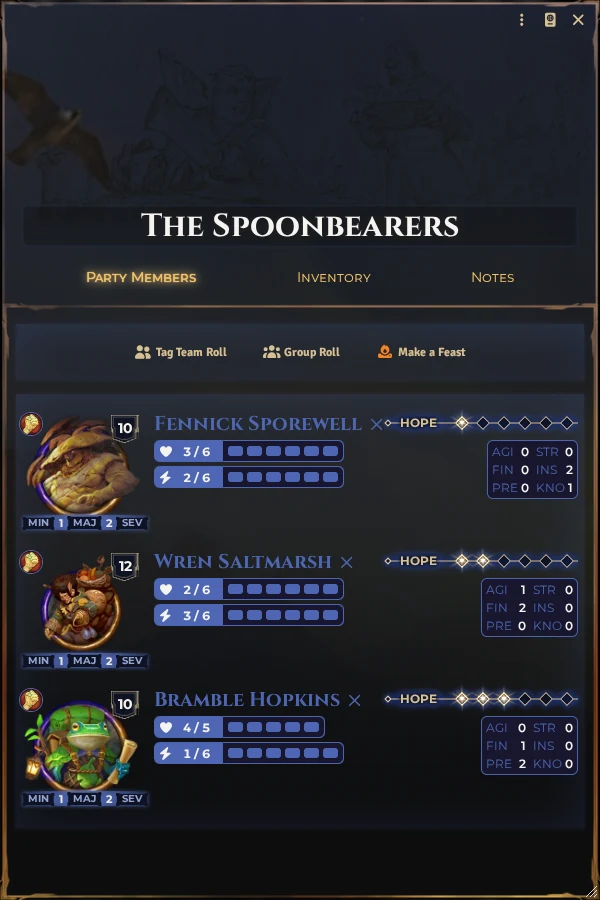 The Spoonbearers
Party Members Inventory Notes
Tag Team Roll Group Roll Make a Feast
10 Fennick Sporewell HOPE
3 / 6 AGI 0 STR 0
2 / 6 FIN 0 INS 2
PRE 0 KNO 1
MIN 1 MAJ 2 SEV
12 Wren Saltmarsh HOPE
2 / 6 AGI 1 STR 0
3 / 6 FIN 2 INS 0
PRE 0 KNO 0
MIN 1 MAJ 2 SEV
10 Bramble Hopkins HOPE
4 / 5 AGI 0 STR 0
1 / 6 FIN 1 INS 0
PRE 2 KNO 0
MIN 1 MAJ 2 SEV